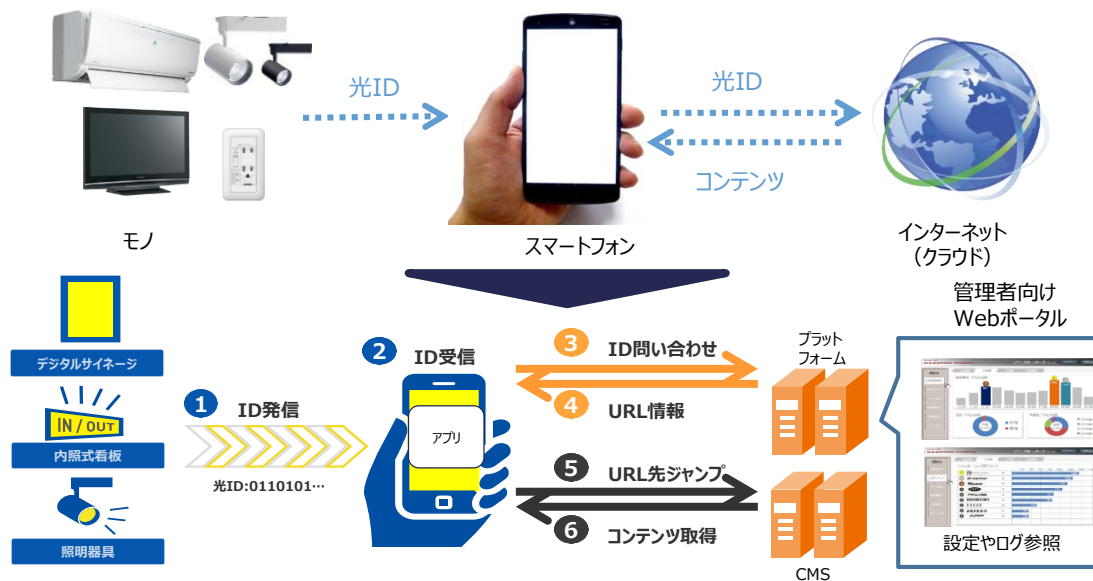 光ID
光ID
コンテンツ
モノ
スマートフォン
インターネット
（クラウド）
管理者向け
Webポータル
デジタルサイネージ
IN / OUT
内照式看板
照明器具
1 ID発信
光ID:0110101…
2 ID受信
アプリ
3 ID問い合わせ
4 URL情報
5 URL先ジャンプ
6 コンテンツ取得
プラット
フォーム
CMS
設定やログ参照